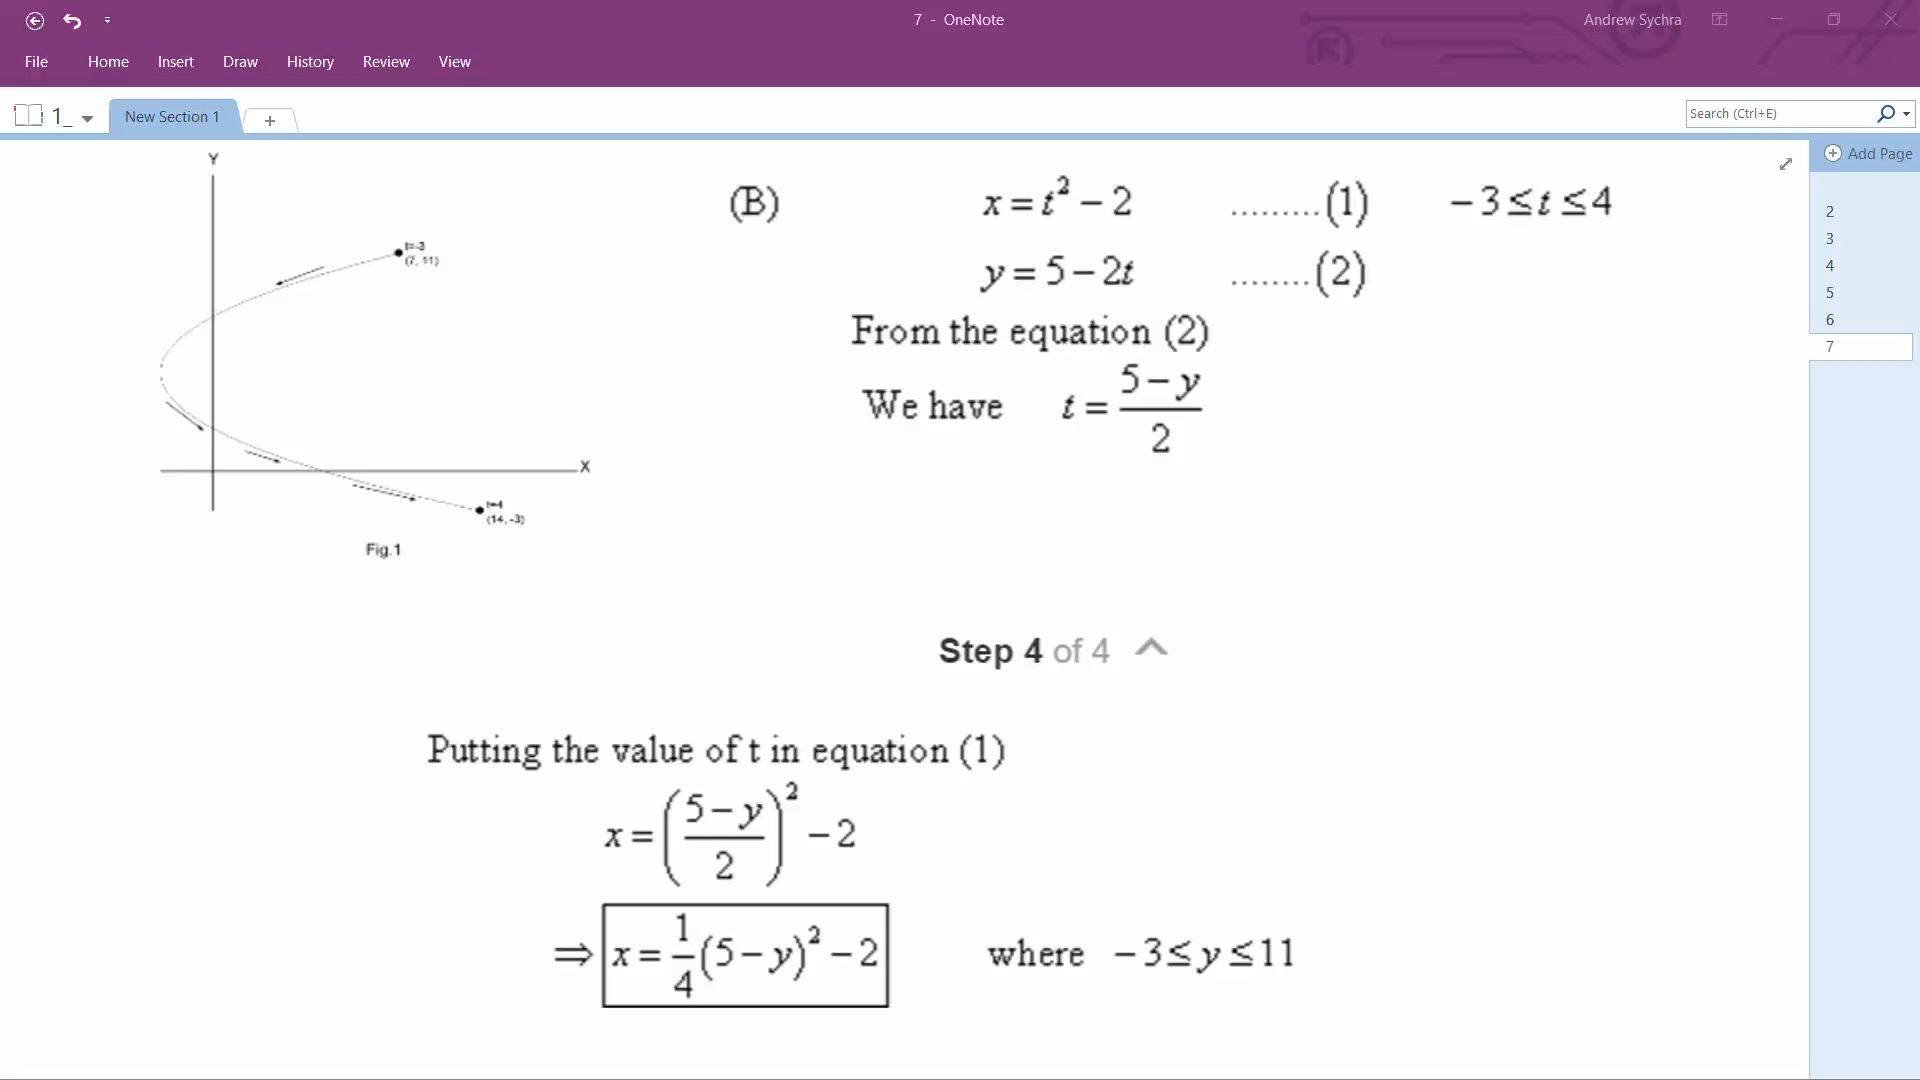 7 - OneNote
Andrew Sychra
File Home Insert Draw History Review View
1_
New Section 1
+
Search (Ctrl+E)
Add Page
2
3
4
5
6
7
Y
t=-3
(7, 11)
X
t=4
(14, -3)
Fig.1
(B) x = t² − 2 .........(1) −3 ≤ t ≤ 4
y = 5 − 2t ........(2)
From the equation (2)
We have t = (5 − y)/2
Step 4 of 4
Putting the value of t in equation (1)
x = ((5 − y)/2)² − 2
⇒ x = 1/4 (5 − y)² − 2 where −3 ≤ y ≤ 11